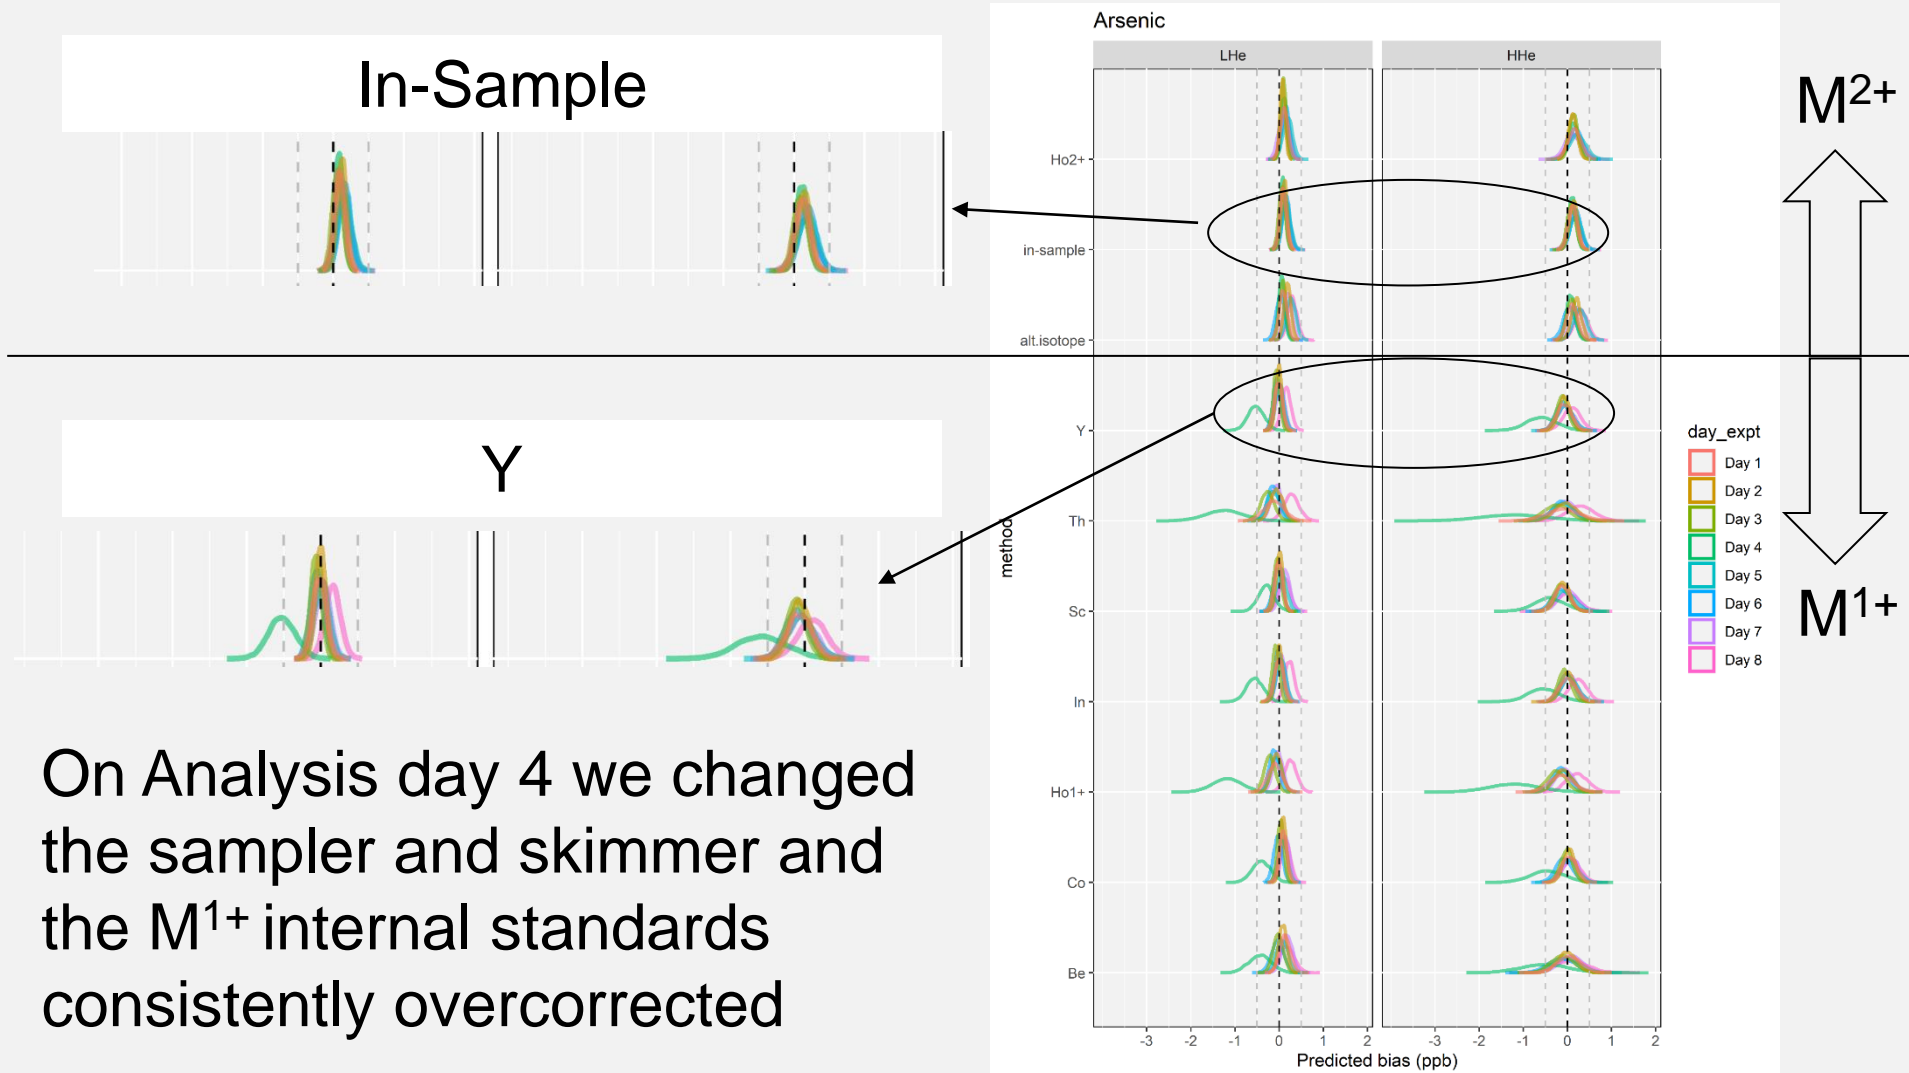 In-Sample
Y
On Analysis day 4 we changed
the sampler and skimmer and
the M1+ internal standards
consistently overcorrected
Arsenic
LHe
HHe
Ho2+
in-sample
alt.isotope
Y
Th
Sc
In
Ho1+
Co
Be
method
-3 -2 -1 0 1 2
-3 -2 -1 0 1 2
Predicted bias (ppb)
day_expt
Day 1
Day 2
Day 3
Day 4
Day 5
Day 6
Day 7
Day 8
M2+
M1+